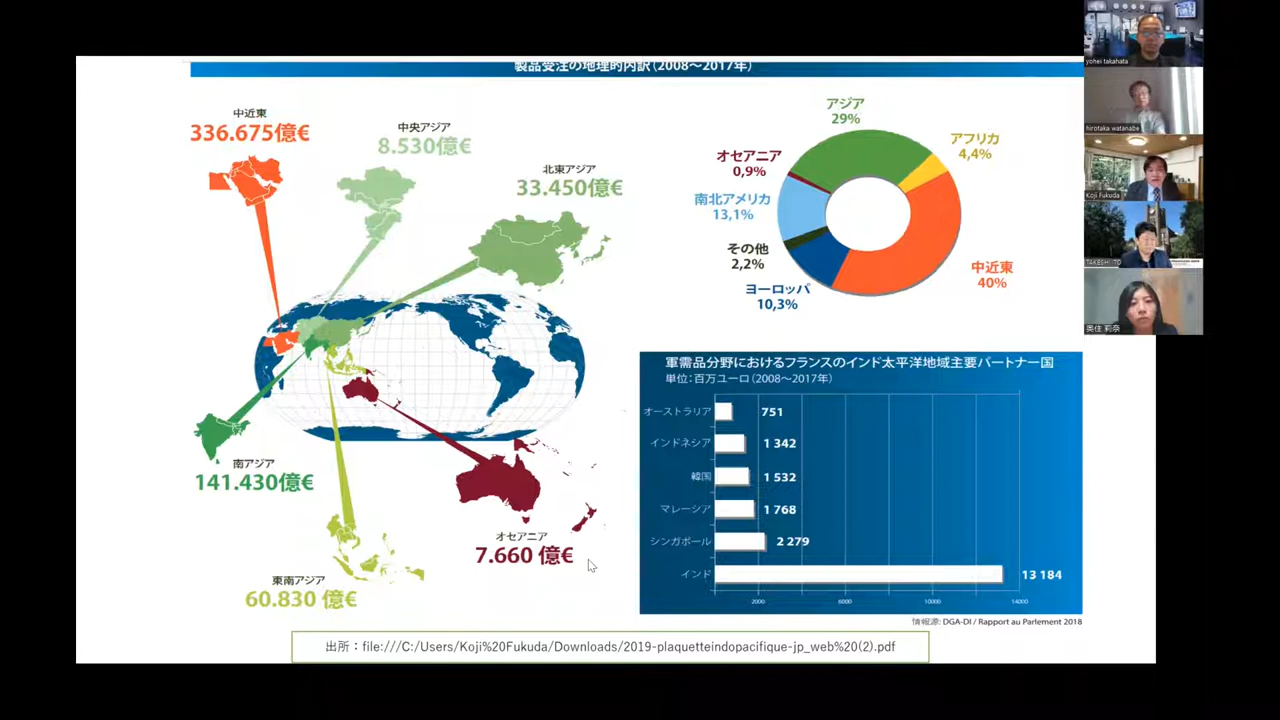 製品受注の地理的内訳（2008～2017年）
中近東
336.675億€
中央アジア
8.530億€
北東アジア
33.450億€
南アジア
141.430億€
東南アジア
60.830 億€
オセアニア
7.660 億€
アジア
29%
アフリカ
4,4%
オセアニア
0,9%
南北アメリカ
13,1%
その他
2,2%
ヨーロッパ
10,3%
中近東
40%
軍需品分野におけるフランスのインド太平洋地域主要パートナー国
単位：百万ユーロ（2008～2017年）
オーストラリア 751
インドネシア 1 342
韓国 1 532
マレーシア 1 768
シンガポール 2 279
インド 13 184
2000 6000 10000 14000
情報源: DGA-DI / Rapport au Parlement 2018
出所：file:///C:/Users/Koji%20Fukuda/Downloads/2019-plaquetteindopacifique-jp_web%20(2).pdf
yohei takahata
hirotaka watanabe
Koji Fukuda
TAKESHI ITO
奥住 莉奈